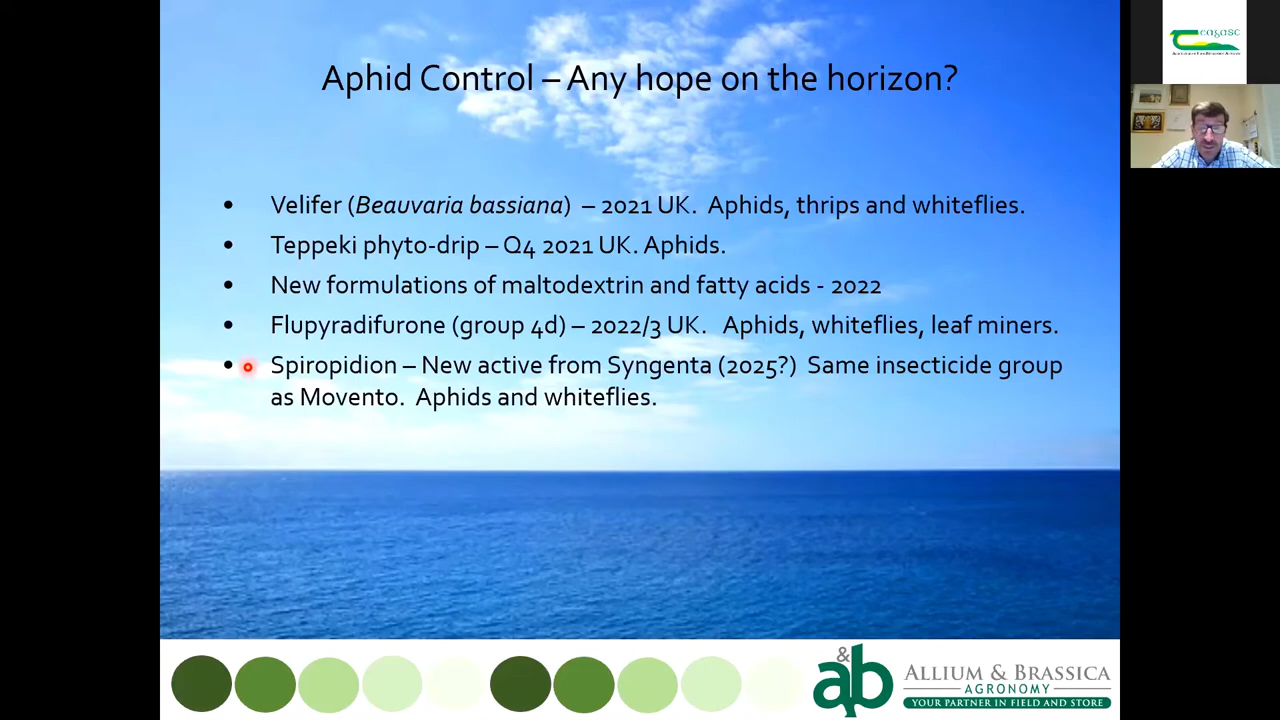 Aphid Control – Any hope on the horizon?
• Velifer (Beauvaria bassiana) – 2021 UK. Aphids, thrips and whiteflies.
• Teppeki phyto-drip – Q4 2021 UK. Aphids.
• New formulations of maltodextrin and fatty acids - 2022
• Flupyradifurone (group 4d) – 2022/3 UK. Aphids, whiteflies, leaf miners.
• Spiropidion – New active from Syngenta (2025?) Same insecticide group
as Movento. Aphids and whiteflies.
&
ab
ALLIUM & BRASSICA
AGRONOMY
YOUR PARTNER IN FIELD AND STORE